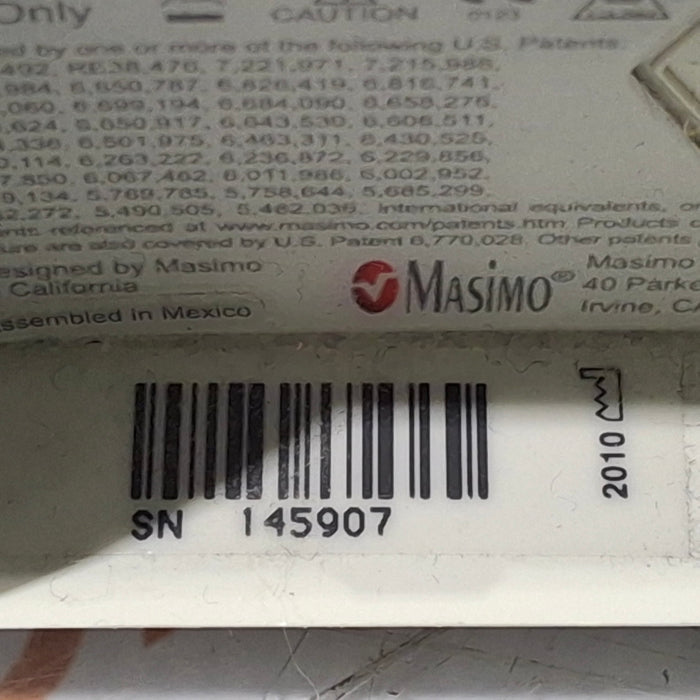 Only
CAUTION 0123
ed by one or more of the following U.S. Patents:
492, RE38,476, 7,221,971, 7,215,986,
984, 6,850,787, 6,826,419, 6,816,741,
060, 6,699,194, 6,684,090, 6,658,276,
,624, 6,650,917, 6,643,530, 6,606,511,
,336, 6,501,975, 6,463,311, 6,430,525,
0,114, 6,263,222, 6,236,872, 6,229,856,
7,850, 6,067,462, 6,011,986, 6,002,952,
9,134, 5,769,785, 5,758,644, 5,685,299,
2,272, 5,490,505, 5,482,036. International equivalents, or
referenced at www.masimo.com/patents.htm. Products
are also covered by U.S. Patent 6,770,028. Other patents
esigned by Masimo
California
ssembled in Mexico
MASIMO®
Masimo
40 Parke
Irvine, CA
2010
SN 145907